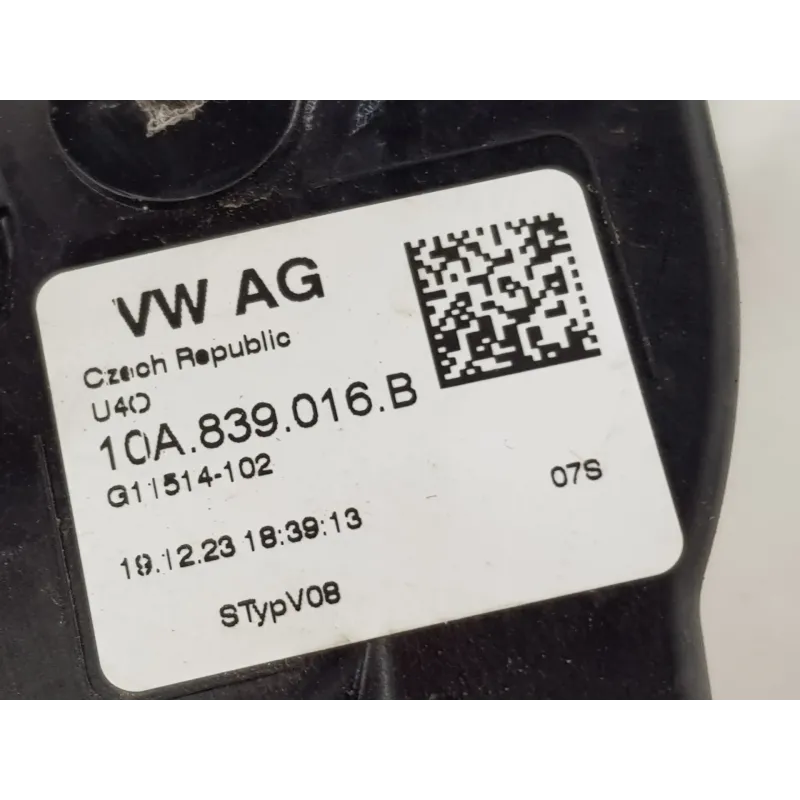 VW AG
Czech Republic
U40
10A.839.016.B
G11514-102
07S
19.12.23 18:39:13
STypV08